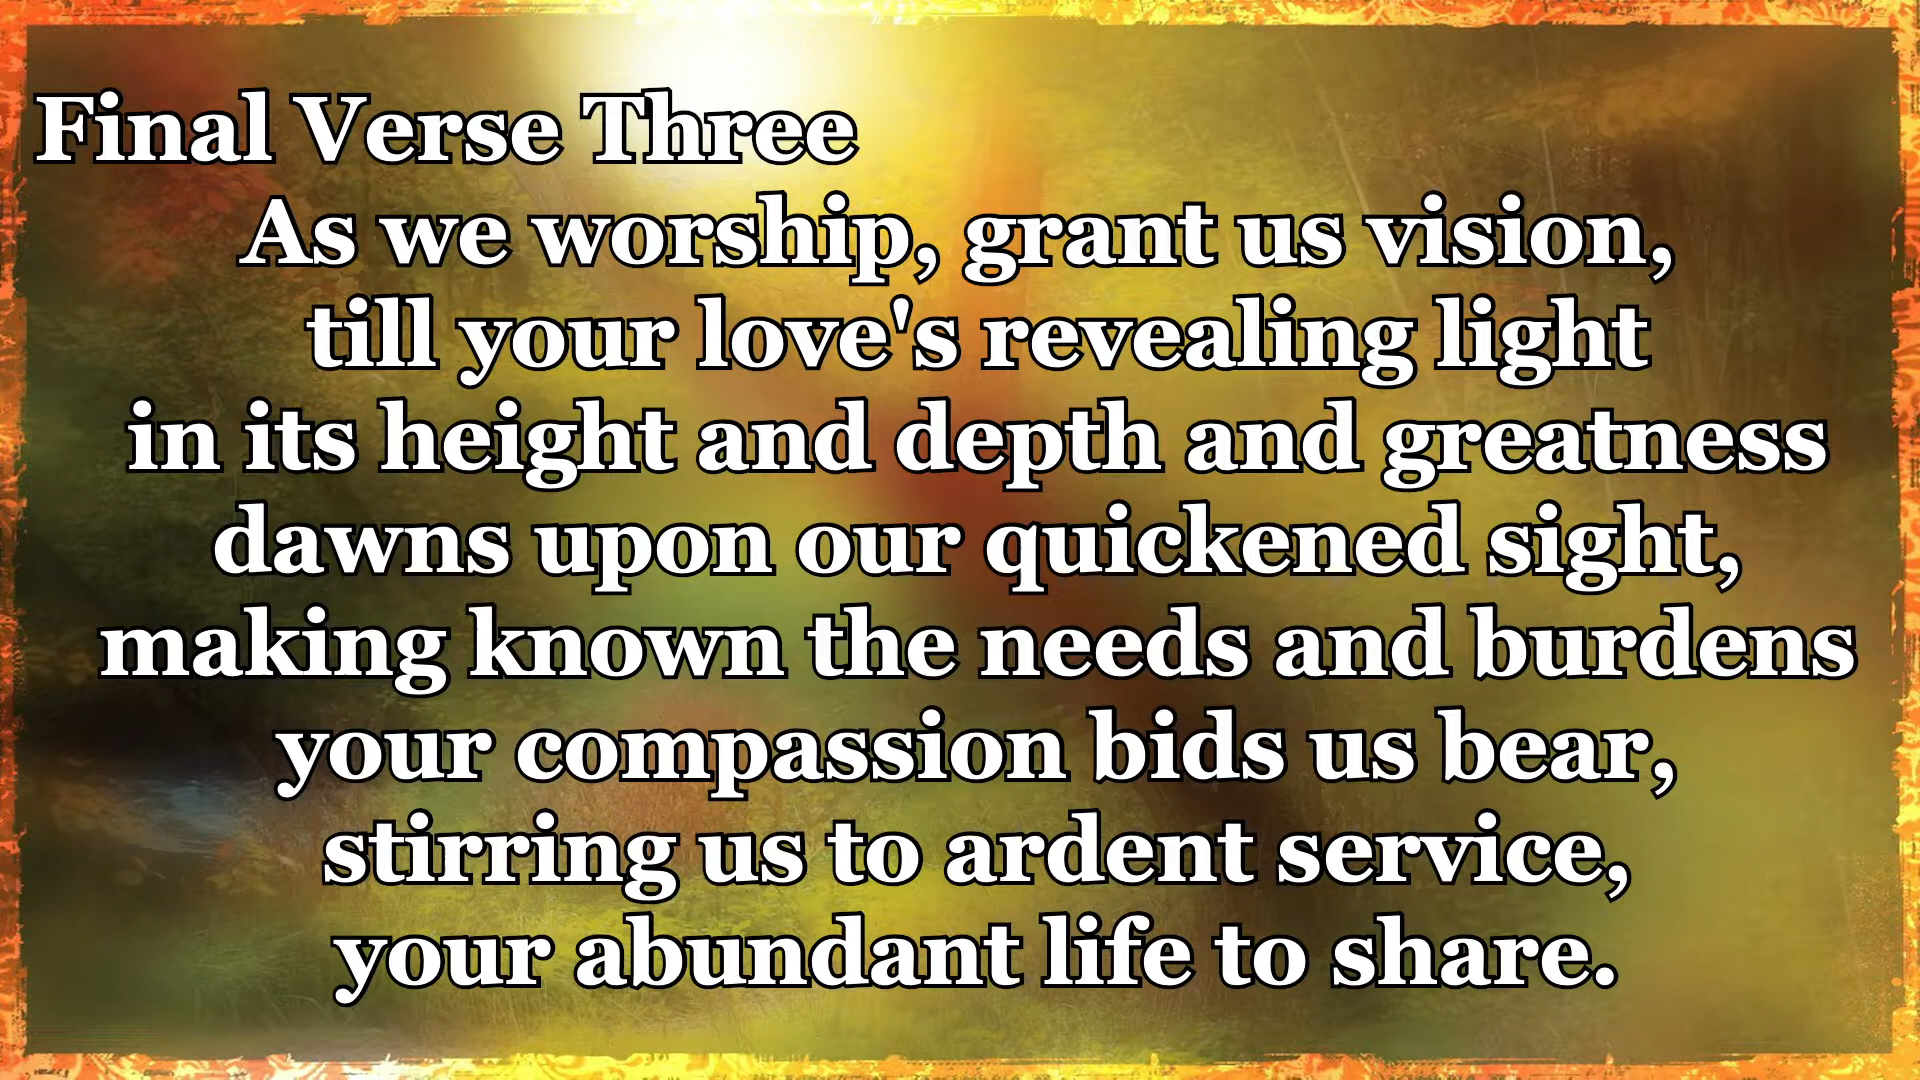 Final Verse Three
As we worship, grant us vision,
till your love's revealing light
in its height and depth and greatness
dawns upon our quickened sight,
making known the needs and burdens
your compassion bids us bear,
stirring us to ardent service,
your abundant life to share.